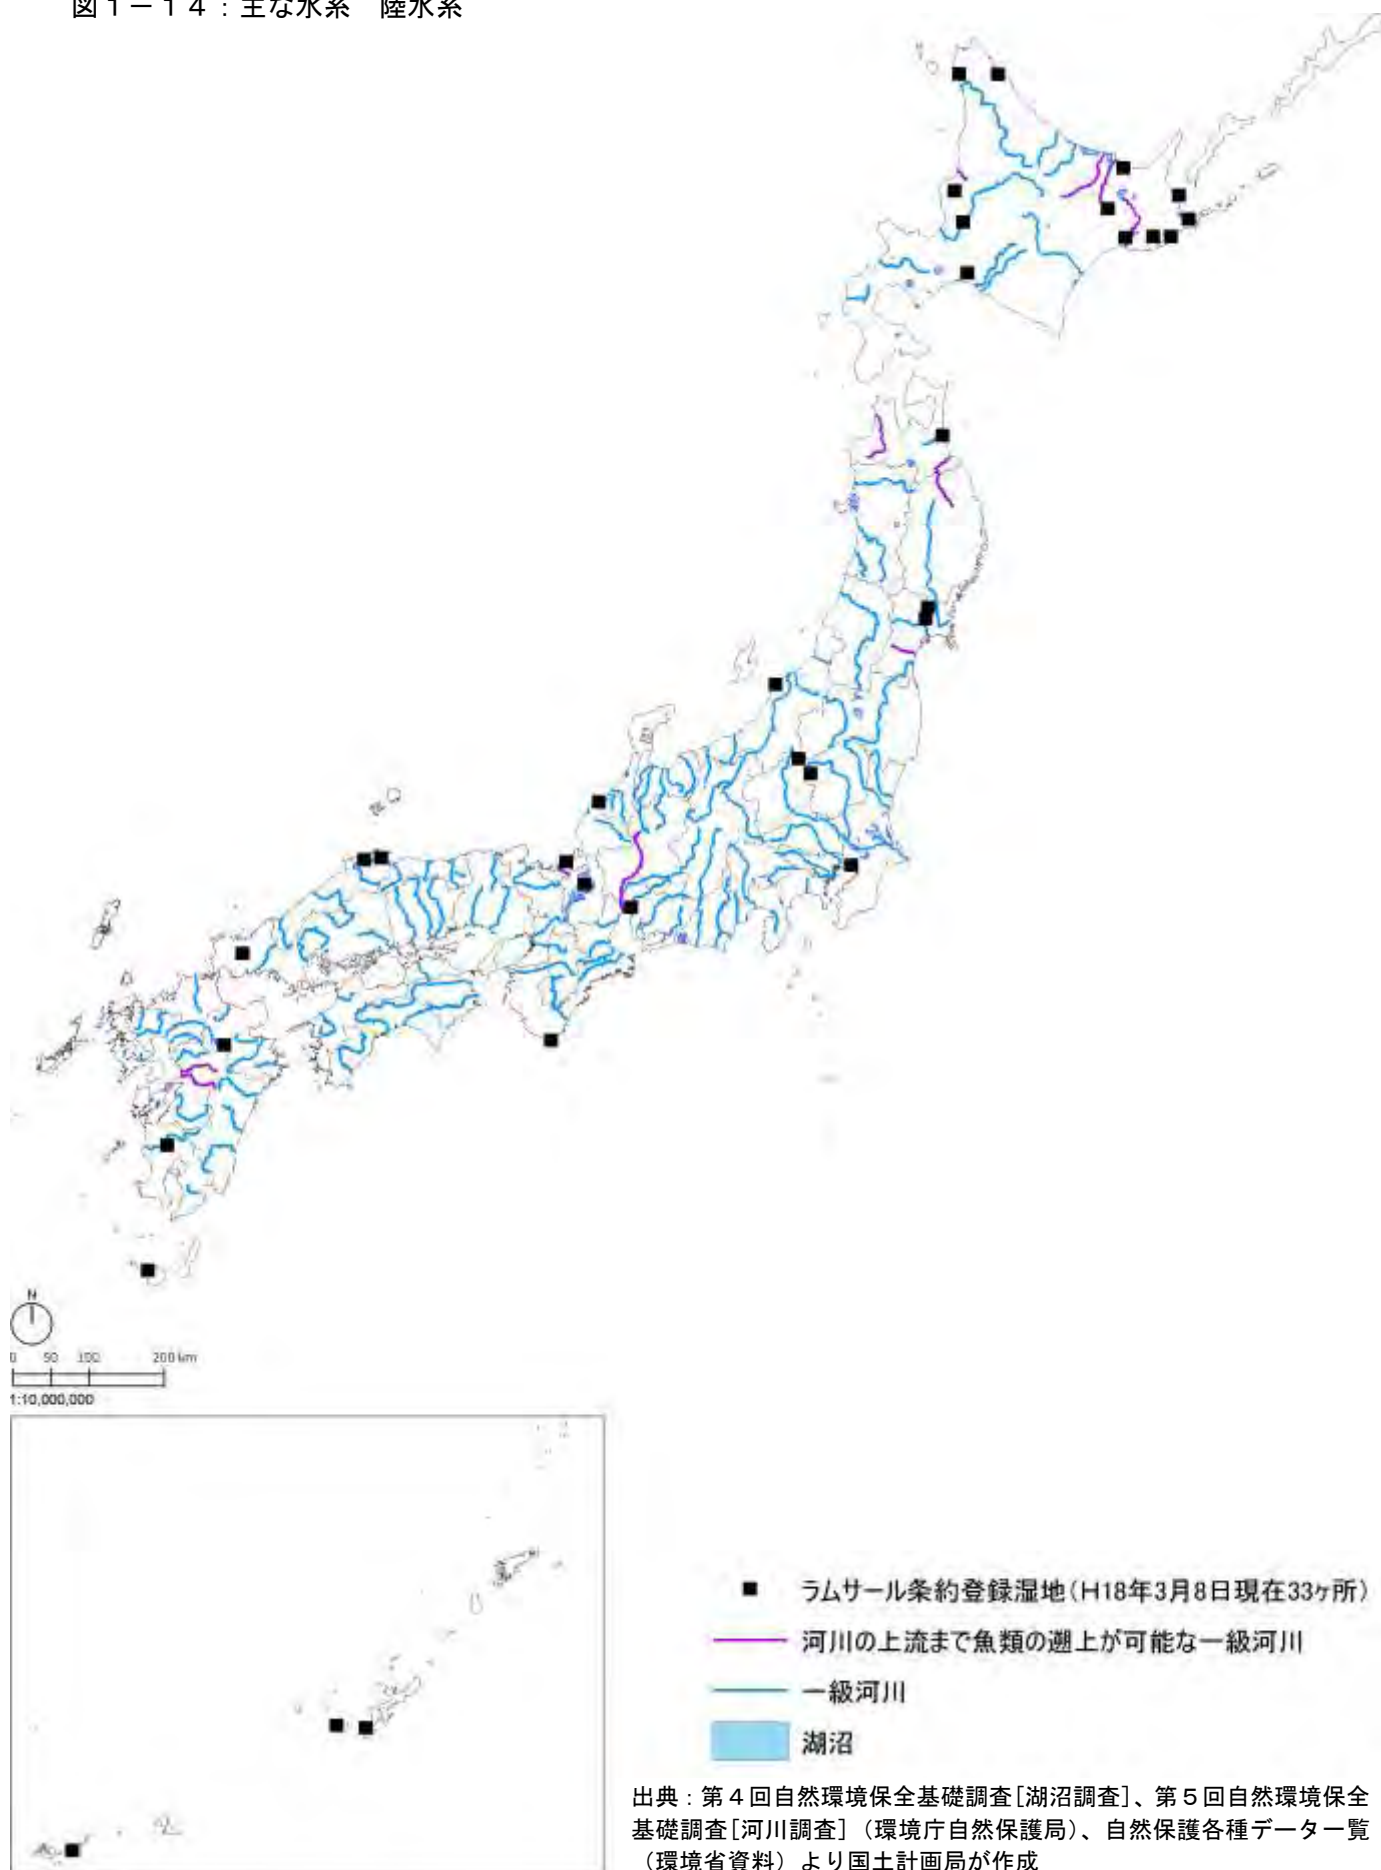 図１－１４：主な水系　陸水系
N
0 50 100 200 km
1:10,000,000
ラムサール条約登録湿地(H18年3月8日現在33ヶ所)
河川の上流まで魚類の遡上が可能な一級河川
一級河川
湖沼
出典：第４回自然環境保全基礎調査[湖沼調査]、第５回自然環境保全
基礎調査[河川調査]（環境庁自然保護局）、自然保護各種データ一覧
（環境省資料）より国土計画局が作成